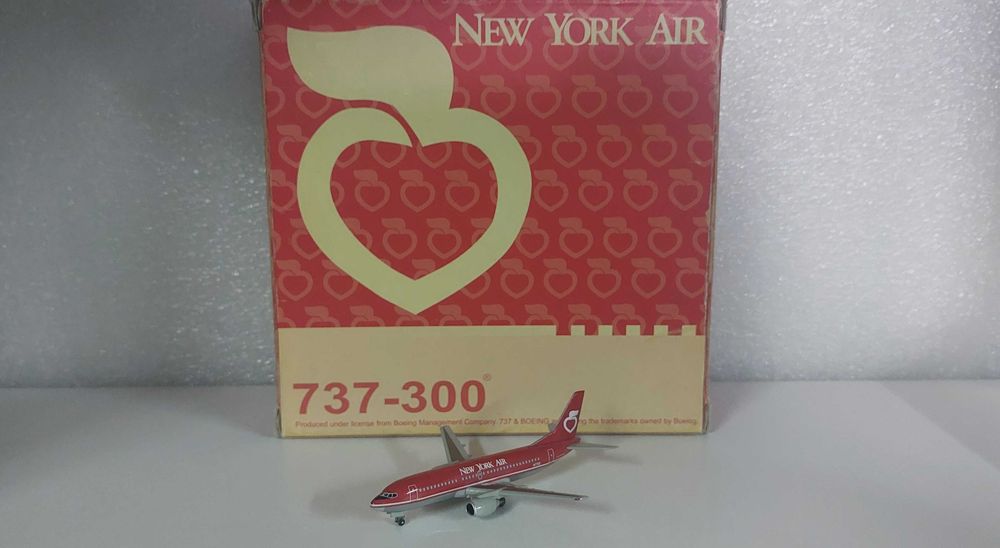 NEW YORK AIR
737-300®
Produced under license from Boeing Management Company. 737 & BOEING the trademarks owned by Boeing.
NEW YORK AIR